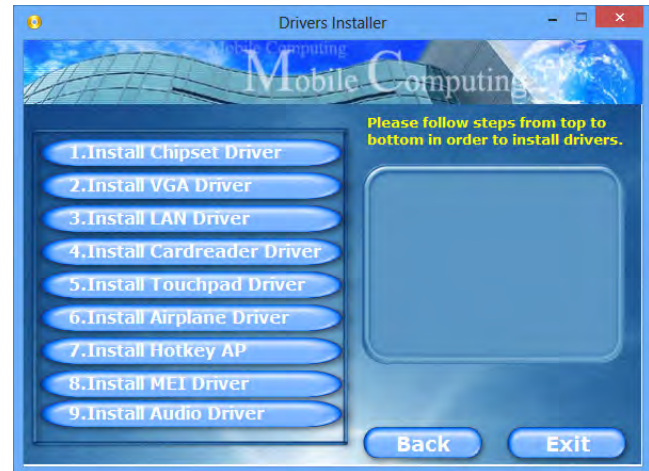 Drivers Installer
Mobile Computing
Mobile Computing
Please follow steps from top to
bottom in order to install drivers.
1.Install Chipset Driver
2.Install VGA Driver
3.Install LAN Driver
4.Install Cardreader Driver
5.Install Touchpad Driver
6.Install Airplane Driver
7.Install Hotkey AP
8.Install MEI Driver
9.Install Audio Driver
Back
Exit